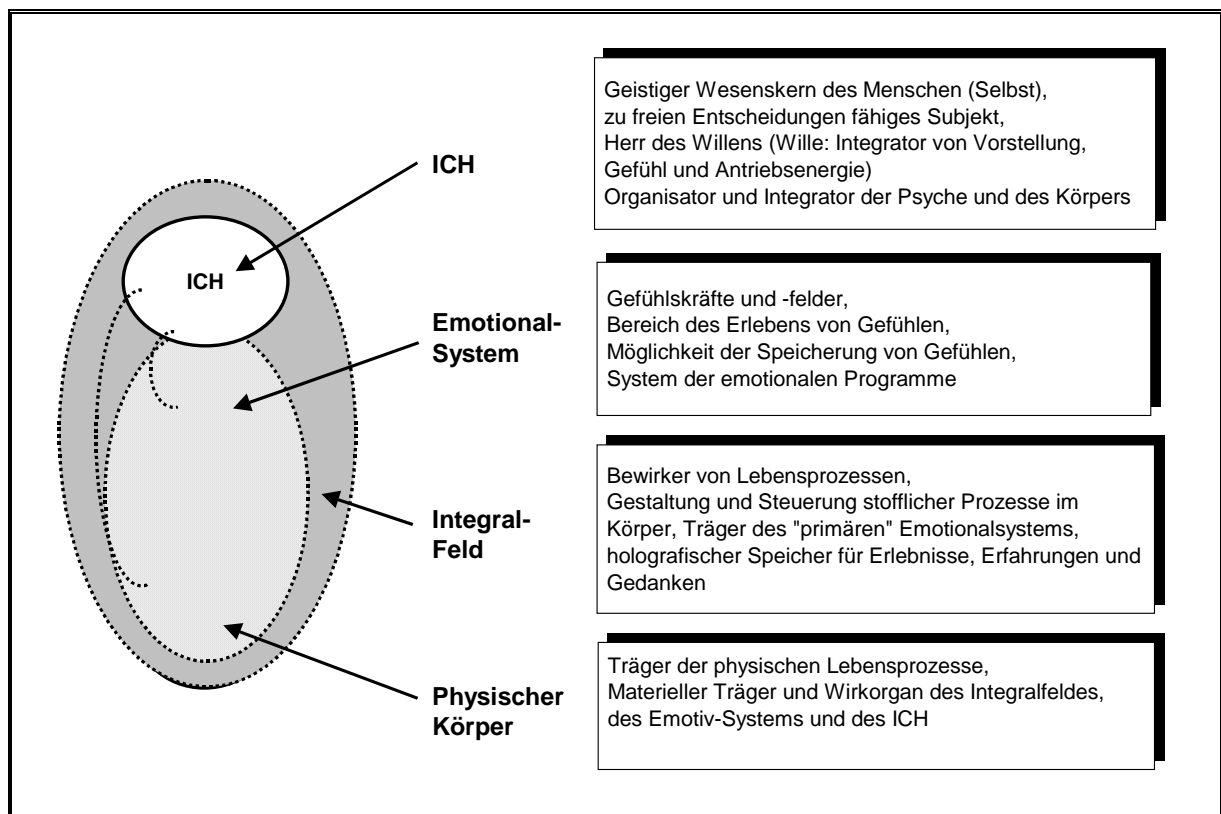 Geistiger Wesenskern des Menschen (Selbst),
zu freien Entscheidungen fähiges Subjekt,
Herr des Willens (Wille: Integrator von Vorstellung,
Gefühl und Antriebsenergie)
Organisator und Integrator der Psyche und des Körpers
ICH
ICH
Gefühlskräfte und -felder,
Bereich des Erlebens von Gefühlen,
Möglichkeit der Speicherung von Gefühlen,
System der emotionalen Programme
Emotional-
System
Bewirker von Lebensprozessen,
Gestaltung und Steuerung stofflicher Prozesse im
Körper, Träger des "primären" Emotionalsystems,
holografischer Speicher für Erlebnisse, Erfahrungen und
Gedanken
Integral-
Feld
Träger der physischen Lebensprozesse,
Materieller Träger und Wirkorgan des Integralfeldes,
des Emotiv-Systems und des ICH
Physischer
Körper